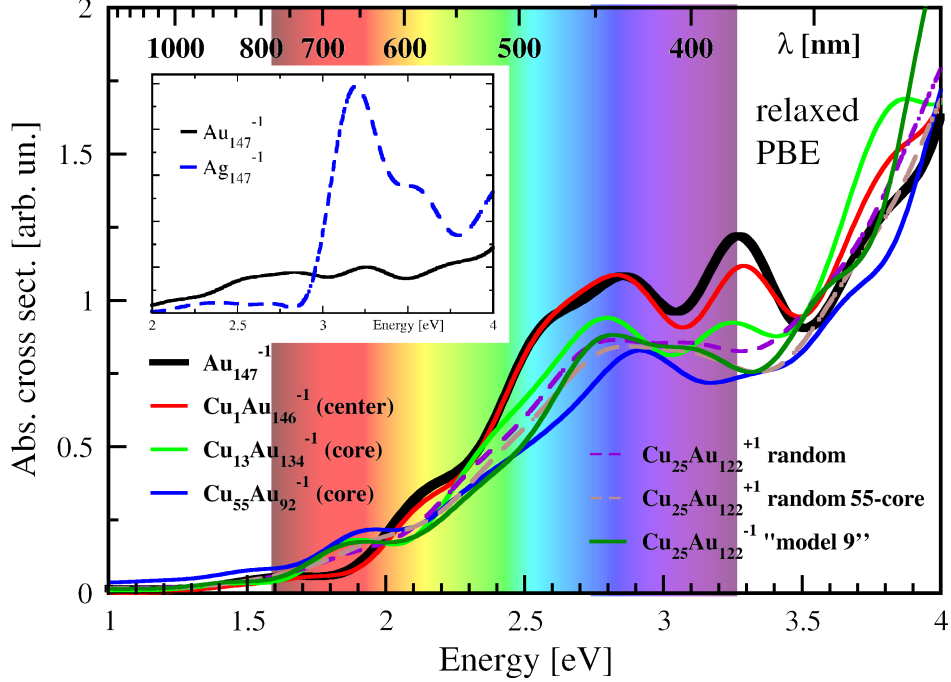 1000 800 700 600 500 400 λ [nm]
2
1.5
1
0.5
0
Abs. cross sect. [arb. un.]
relaxed
PBE
Au147-1
Ag147-1
2 2.5 3 3.5 4
Energy [eV]
Au147-1
Cu1Au146-1 (center)
Cu13Au134-1 (core)
Cu55Au92-1 (core)
Cu25Au122+1 random
Cu25Au122+1 random 55-core
Cu25Au122-1 "model 9''
1 1.5 2 2.5 3 3.5 4
Energy [eV]